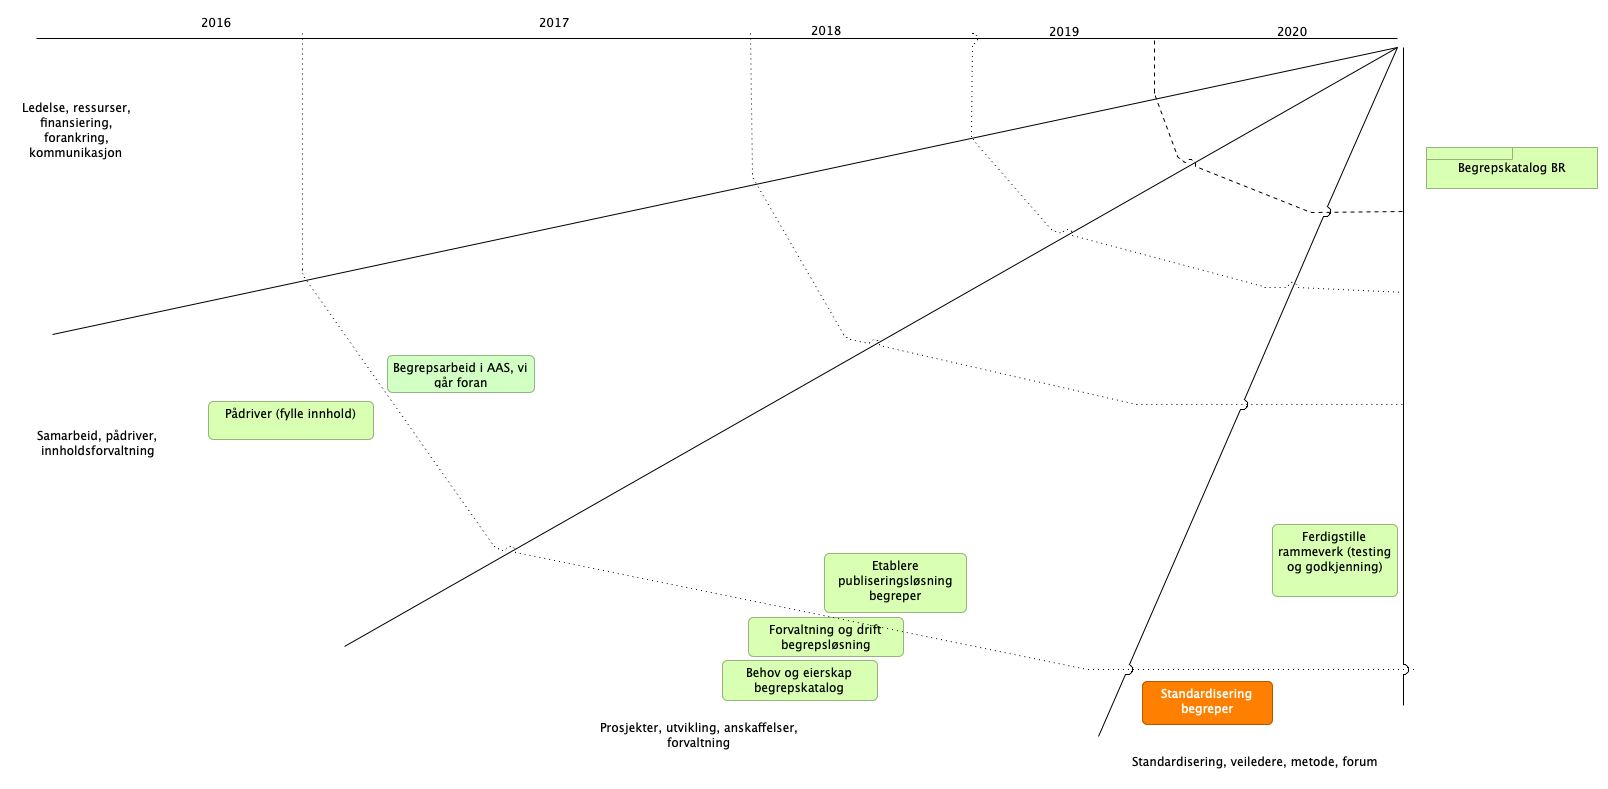 2016
2017
2018
2019
2020
Ledelse, ressurser,
finansiering,
forankring,
kommunikasjon
Begrepskatalog BR
Begrepsarbeid i AAS, vi
går foran
Pådriver (fylle innhold)
Samarbeid, pådriver,
innholdsforvaltning
Ferdigstille
rammeverk (testing
og godkjenning)
Etablere
publiseringsløsning
begreper
Forvaltning og drift
begrepsløsning
Behov og eierskap
begrepskatalog
Standardisering
begreper
Prosjekter, utvikling, anskaffelser,
forvaltning
Standardisering, veiledere, metode, forum